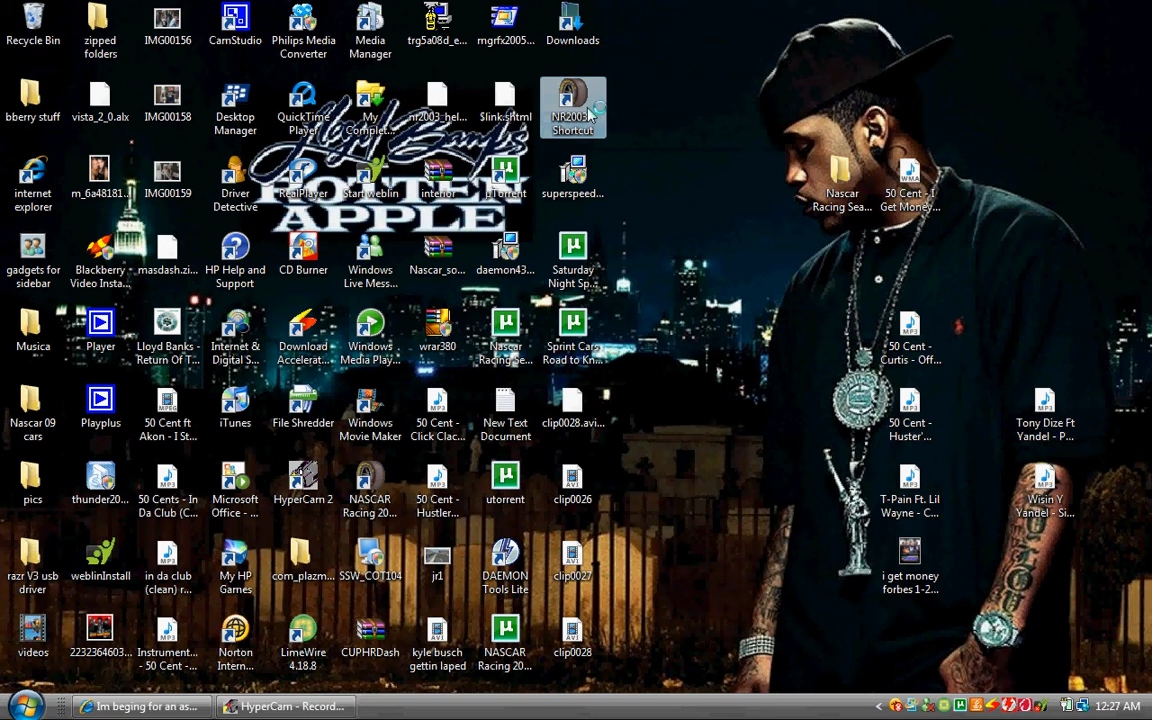 Recycle Bin
zipped folders
IMG00156
CamStudio
Philips Media Converter
Media Manager
trg5a08d_e...
mgrfx2005...
Downloads
bberry stuff
vista_2_0.alx
IMG00158
Desktop Manager
QuickTime Player
My Complet...
nr2003_hel...
$link.shtml
NR2003 Shortcut
internet explorer
m_6a48181...
IMG00159
Driver Detective
RealPlayer
Start weblin
interior
µTorrent
superspeed...
Nascar Racing Sea...
50 Cent - I Get Money...
Lloyd Banks
ROTTEN
APPLE
gadgets for sidebar
Blackberry Video Insta...
masdash.zi...
HP Help and Support
CD Burner
Windows Live Mess...
Nascar_so...
daemon43...
Saturday Night Sp...
Musica
Player
Lloyd Banks - Return Of T...
Internet & Digital S...
Download Accelerat...
Windows Media Play...
wrar380
Nascar Racing Se...
Sprint Cars Road to Kn...
50 Cent - Curtis - Off...
Nascar 09 cars
Playplus
50 Cent ft Akon - I St...
iTunes
File Shredder
Windows Movie Maker
50 Cent - Click Clac...
New Text Document
clip0028.avi...
50 Cent - Huster'...
Tony Dize Ft Yandel - P...
pics
thunder20...
50 Cents - In Da Club (C...
Microsoft Office - ...
HyperCam 2
NASCAR Racing 20...
50 Cent - Hustler...
utorrent
clip0026
T-Pain Ft. Lil Wayne - C...
Wisin Y Yandel - Si...
razr V3 usb driver
weblinInstall
in da club (clean) r...
My HP Games
com_plazm...
SSW_COT104
jr1
DAEMON Tools Lite
clip0027
i get money forbes 1-2...
videos
2232364603...
Instrument... - 50 Cent - ...
Norton Intern...
LimeWire 4.18.8
CUPHRDash
kyle busch gettin laped
NASCAR Racing 20...
clip0028
Im beging for an as...
HyperCam - Record...
12:27 AM